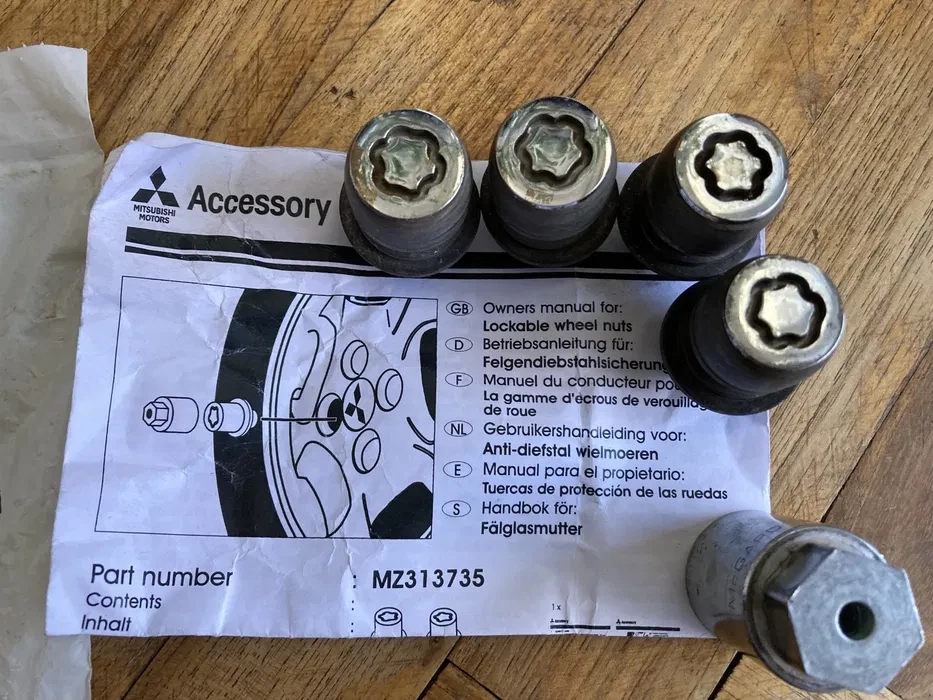 MITSUBISHI
MOTORS
Accessory
GB Owners manual for:
Lockable wheel nuts
D Betriebsanleitung für:
Felgendiebstahlsicherung
F Manuel du conducteur
La gamme d'écrous de verouillag
de roue
NL Gebruikershandleiding voor:
Anti-diefstal wielmoeren
E Manual para el propietario:
Tuercas de protección de las ruedas
S Handbok för:
Fälglasmutter
Part number : MZ313735
Contents
Inhalt
1 x